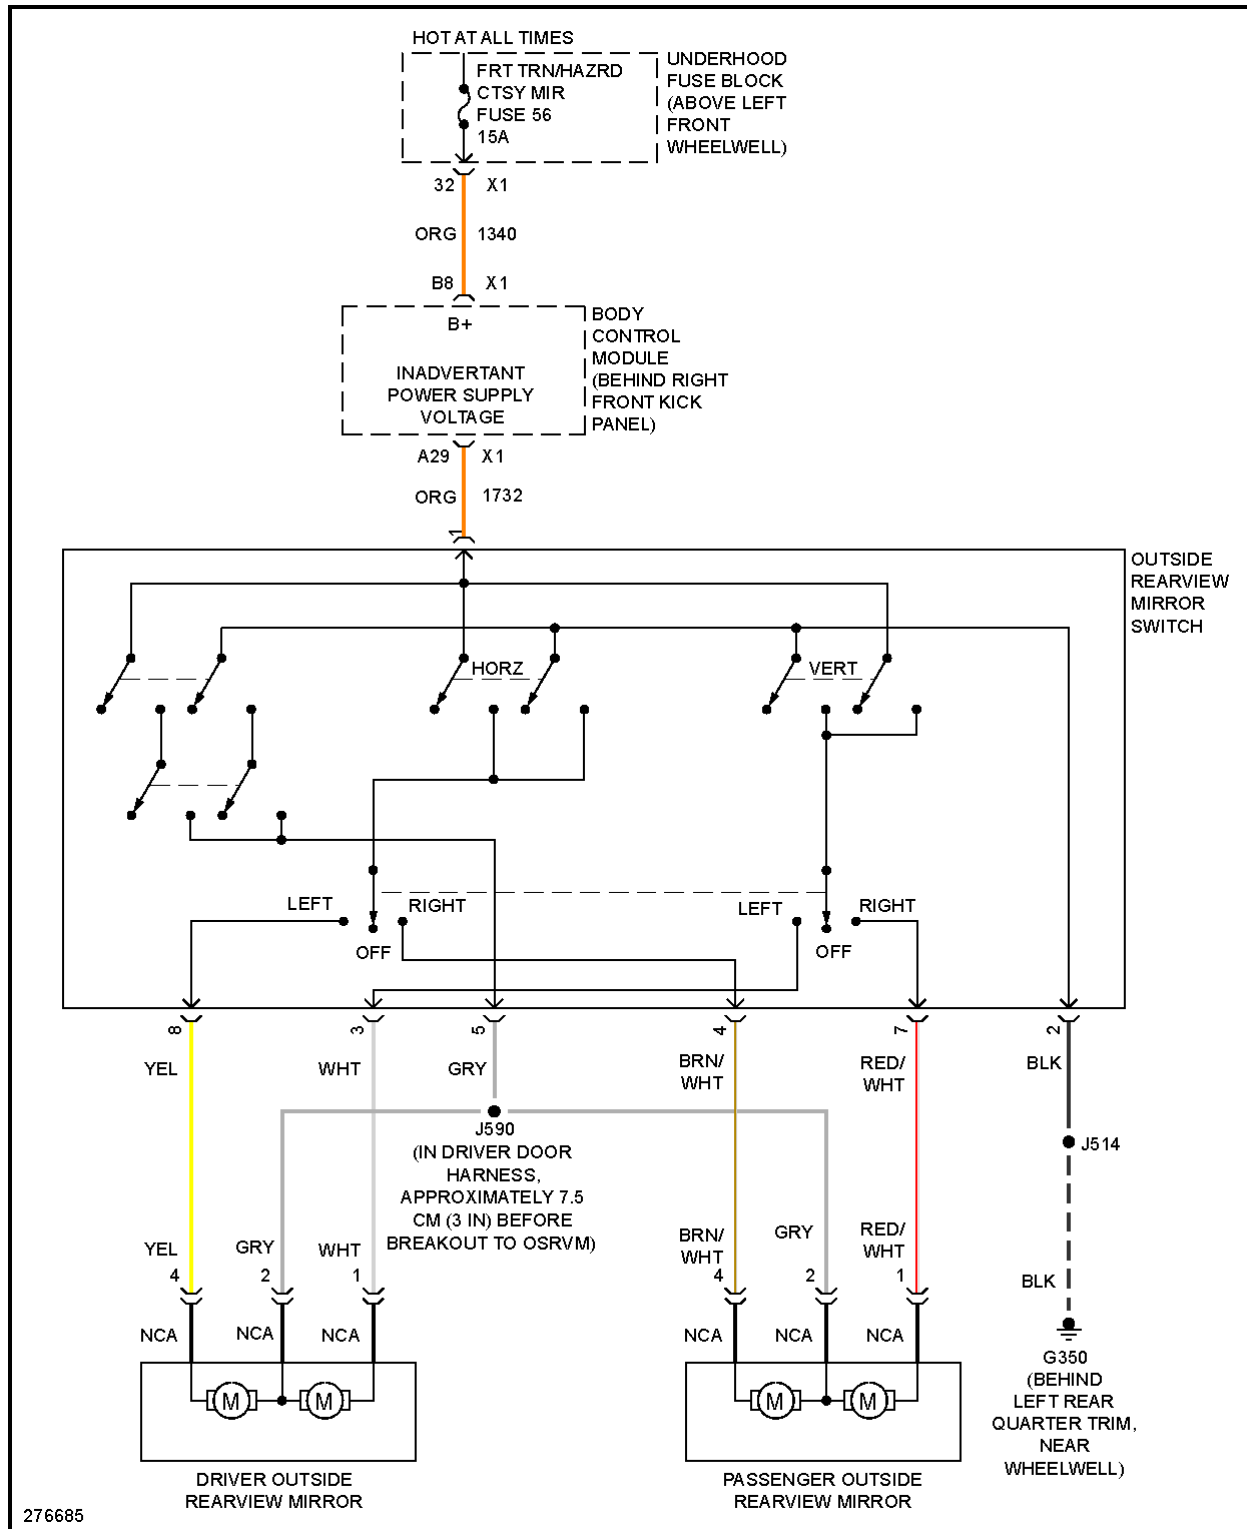 HOT AT ALL TIMES
FRT TRN/HAZRD
CTSY MIR
FUSE 56
15A
UNDERHOOD
FUSE BLOCK
(ABOVE LEFT
FRONT
WHEELWELL)
32 X1
ORG 1340
B8 X1
B+
INADVERTANT
POWER SUPPLY
VOLTAGE
BODY
CONTROL
MODULE
(BEHIND RIGHT
FRONT KICK
PANEL)
A29 X1
ORG 1732
1
OUTSIDE
REARVIEW
MIRROR
SWITCH
HORZ
VERT
LEFT
RIGHT
OFF
LEFT
RIGHT
OFF
8
3
5
4
7
2
YEL
WHT
GRY
BRN/
WHT
RED/
WHT
BLK
J590
(IN DRIVER DOOR
HARNESS,
APPROXIMATELY 7.5
CM (3 IN) BEFORE
BREAKOUT TO OSRVM)
J514
YEL
GRY
WHT
BRN/
WHT
GRY
RED/
WHT
BLK
4
2
1
4
2
1
NCA
NCA
NCA
NCA
NCA
NCA
M
M
M
M
DRIVER OUTSIDE
REARVIEW MIRROR
PASSENGER OUTSIDE
REARVIEW MIRROR
G350
(BEHIND
LEFT REAR
QUARTER TRIM,
NEAR
WHEELWELL)
276685